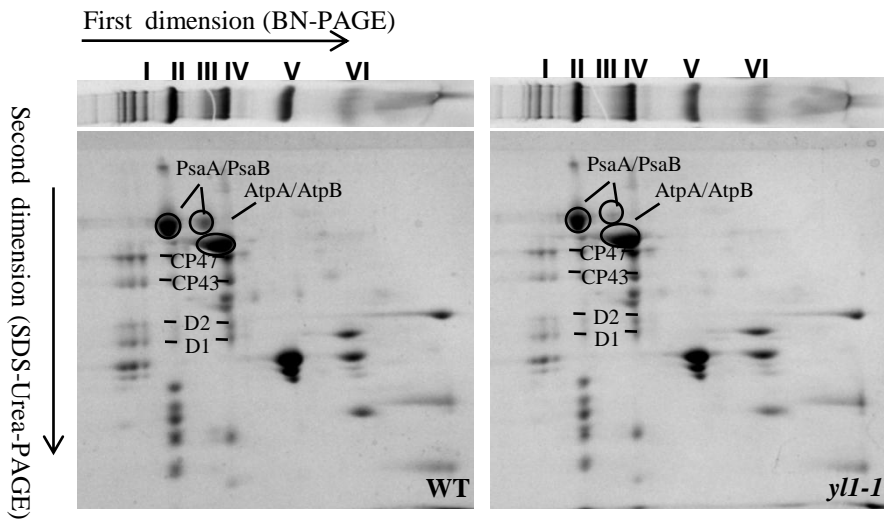 First dimension (BN-PAGE)
I II III IV V VI
I II III IV V VI
Second dimension (SDS-Urea-PAGE)
PsaA/PsaB
AtpA/AtpB
CP47
CP43
D2
D1
WT
PsaA/PsaB
AtpA/AtpB
CP47
CP43
D2
D1
yl1-1